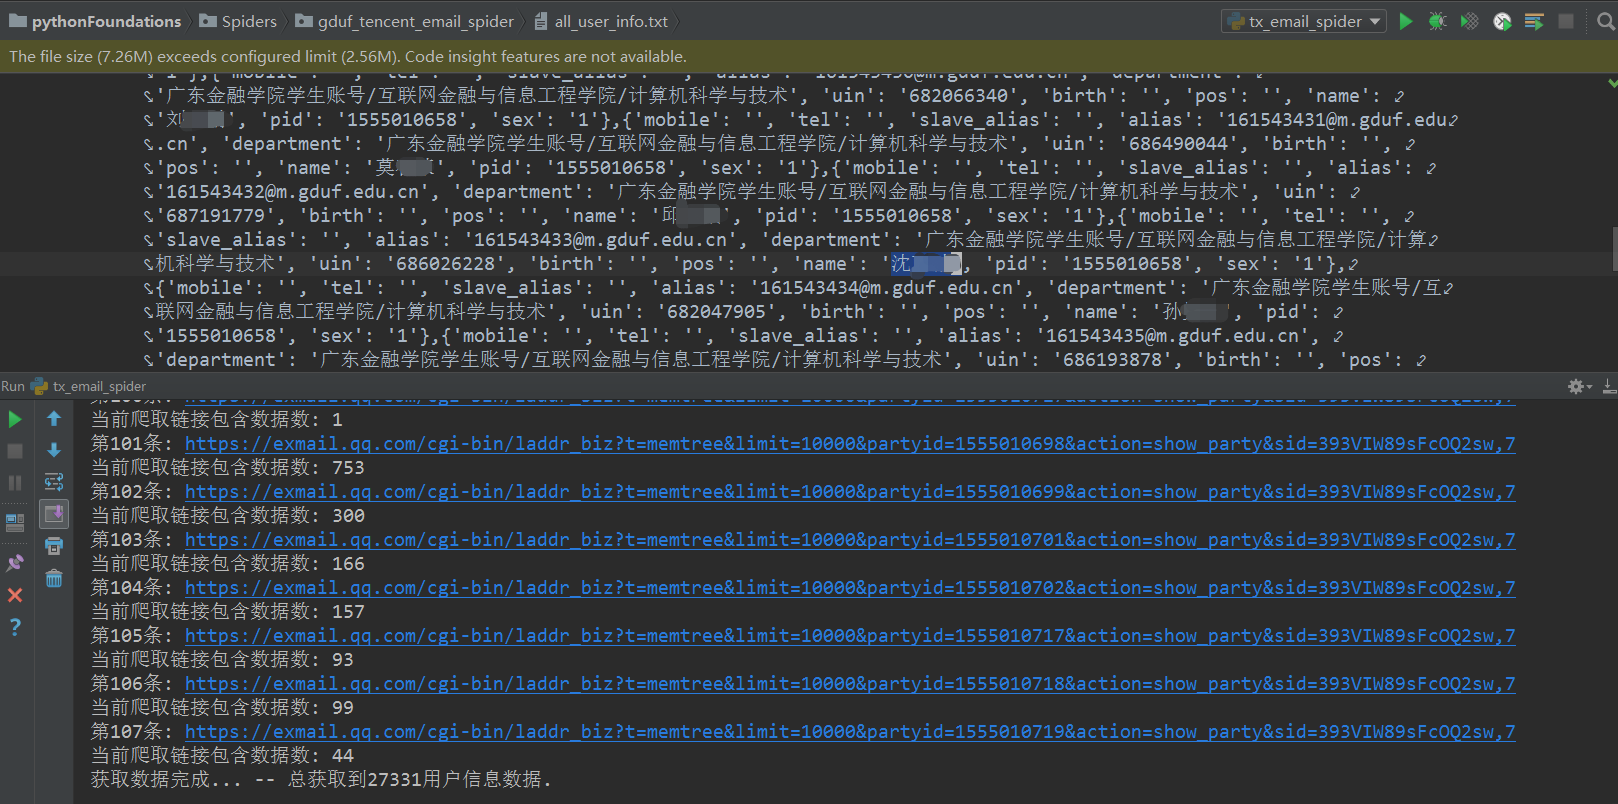 pythonFoundations Spiders gduf_tencent_email_spider all_user_info.txt tx_email_spider
The file size (7.26M) exceeds configured limit (2.56M). Code insight features are not available.
'1'},{'mobile': '', 'tel': '', 'slave_alias': '', 'alias': '161543430@m.gduf.edu.cn', 'department':
'广东金融学院学生账号/互联网金融与信息工程学院/计算机科学与技术', 'uin': '682066340', 'birth': '', 'pos': '', 'name':
'刘', 'pid': '1555010658', 'sex': '1'},{'mobile': '', 'tel': '', 'slave_alias': '', 'alias': '161543431@m.gduf.edu
.cn', 'department': '广东金融学院学生账号/互联网金融与信息工程学院/计算机科学与技术', 'uin': '686490044', 'birth': '',
'pos': '', 'name': '莫', 'pid': '1555010658', 'sex': '1'},{'mobile': '', 'tel': '', 'slave_alias': '', 'alias':
'161543432@m.gduf.edu.cn', 'department': '广东金融学院学生账号/互联网金融与信息工程学院/计算机科学与技术', 'uin':
'687191779', 'birth': '', 'pos': '', 'name': '邱', 'pid': '1555010658', 'sex': '1'},{'mobile': '', 'tel': '',
'slave_alias': '', 'alias': '161543433@m.gduf.edu.cn', 'department': '广东金融学院学生账号/互联网金融与信息工程学院/计算
机科学与技术', 'uin': '686026228', 'birth': '', 'pos': '', 'name': '沈, 'pid': '1555010658', 'sex': '1'},
{'mobile': '', 'tel': '', 'slave_alias': '', 'alias': '161543434@m.gduf.edu.cn', 'department': '广东金融学院学生账号/互
联网金融与信息工程学院/计算机科学与技术', 'uin': '682047905', 'birth': '', 'pos': '', 'name': '孙', 'pid':
'1555010658', 'sex': '1'},{'mobile': '', 'tel': '', 'slave_alias': '', 'alias': '161543435@m.gduf.edu.cn',
'department': '广东金融学院学生账号/互联网金融与信息工程学院/计算机科学与技术', 'uin': '686193878', 'birth': '', 'pos':
Run tx_email_spider
当前爬取链接包含数据数: 1
第101条: https://exmail.qq.com/cgi-bin/laddr_biz?t=memtree&limit=10000&partyid=1555010698&action=show_party&sid=393VIW89sFcOQ2sw,7
当前爬取链接包含数据数: 753
第102条: https://exmail.qq.com/cgi-bin/laddr_biz?t=memtree&limit=10000&partyid=1555010699&action=show_party&sid=393VIW89sFcOQ2sw,7
当前爬取链接包含数据数: 300
第103条: https://exmail.qq.com/cgi-bin/laddr_biz?t=memtree&limit=10000&partyid=1555010701&action=show_party&sid=393VIW89sFcOQ2sw,7
当前爬取链接包含数据数: 166
第104条: https://exmail.qq.com/cgi-bin/laddr_biz?t=memtree&limit=10000&partyid=1555010702&action=show_party&sid=393VIW89sFcOQ2sw,7
当前爬取链接包含数据数: 157
第105条: https://exmail.qq.com/cgi-bin/laddr_biz?t=memtree&limit=10000&partyid=1555010717&action=show_party&sid=393VIW89sFcOQ2sw,7
当前爬取链接包含数据数: 93
第106条: https://exmail.qq.com/cgi-bin/laddr_biz?t=memtree&limit=10000&partyid=1555010718&action=show_party&sid=393VIW89sFcOQ2sw,7
当前爬取链接包含数据数: 99
第107条: https://exmail.qq.com/cgi-bin/laddr_biz?t=memtree&limit=10000&partyid=1555010719&action=show_party&sid=393VIW89sFcOQ2sw,7
当前爬取链接包含数据数: 44
获取数据完成... -- 总获取到27331用户信息数据.